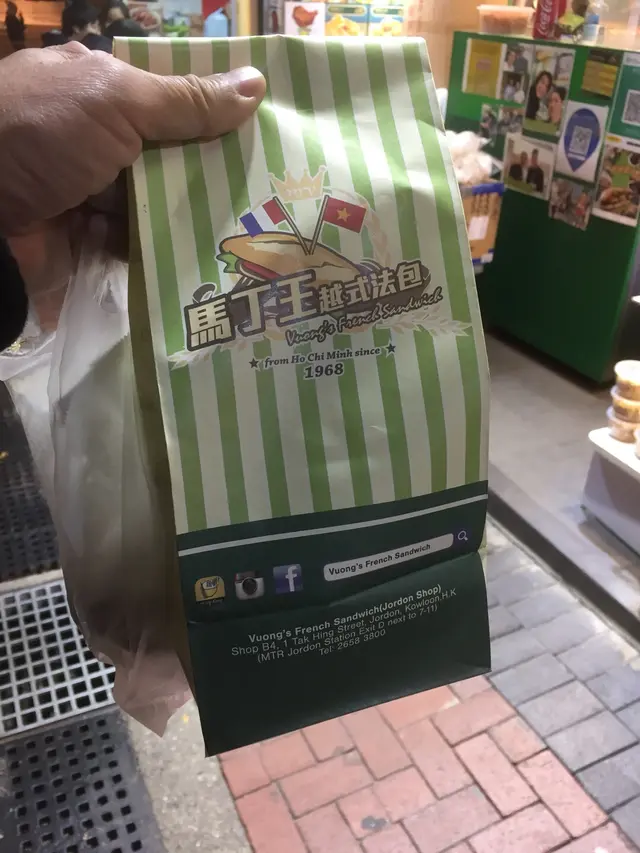 馬丁王越式法包
Vuong's French Sandwich
★ from Ho Chi Minh since ★
1968
Vuong's French Sandwich
Vuong's French Sandwich(Jordon Shop)
Shop B4, 1 Tak Hing Street, Jordon, Kowloon,H.K
(MTR Jordon Station Exit D next to 7-11)
Tel: 2658 3800